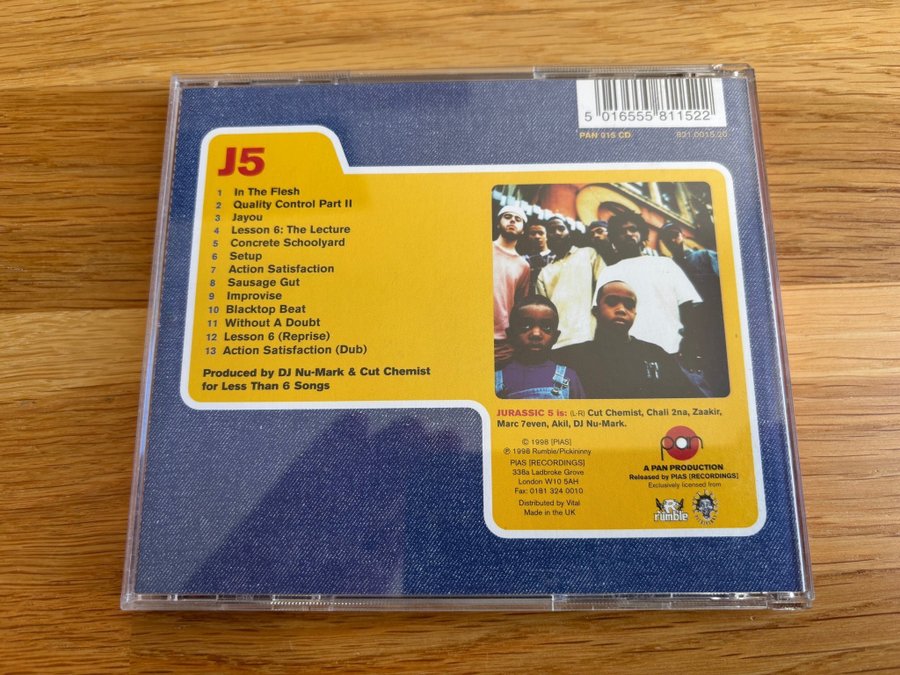 5 016555 811522
PAN 015 CD 821.0015.20
J5
1 In The Flesh
2 Quality Control Part II
3 Jayou
4 Lesson 6: The Lecture
5 Concrete Schoolyard
6 Setup
7 Action Satisfaction
8 Sausage Gut
9 Improvise
10 Blacktop Beat
11 Without A Doubt
12 Lesson 6 (Reprise)
13 Action Satisfaction (Dub)
Produced by DJ Nu-Mark & Cut Chemist
for Less Than 6 Songs
JURASSIC 5 is: (L-R) Cut Chemist, Chali 2na, Zaakir,
Marc 7even, Akil, DJ Nu-Mark.
© 1998 [PIAS]
℗ 1998 Rumble/Pickininny
PIAS [RECORDINGS]
338a Ladbroke Grove
London W10 5AH
Fax: 0181 324 0010
Distributed by Vital
Made in the UK
pan
A PAN PRODUCTION
Released by PIAS [RECORDINGS]
Exclusively licensed from
rumble